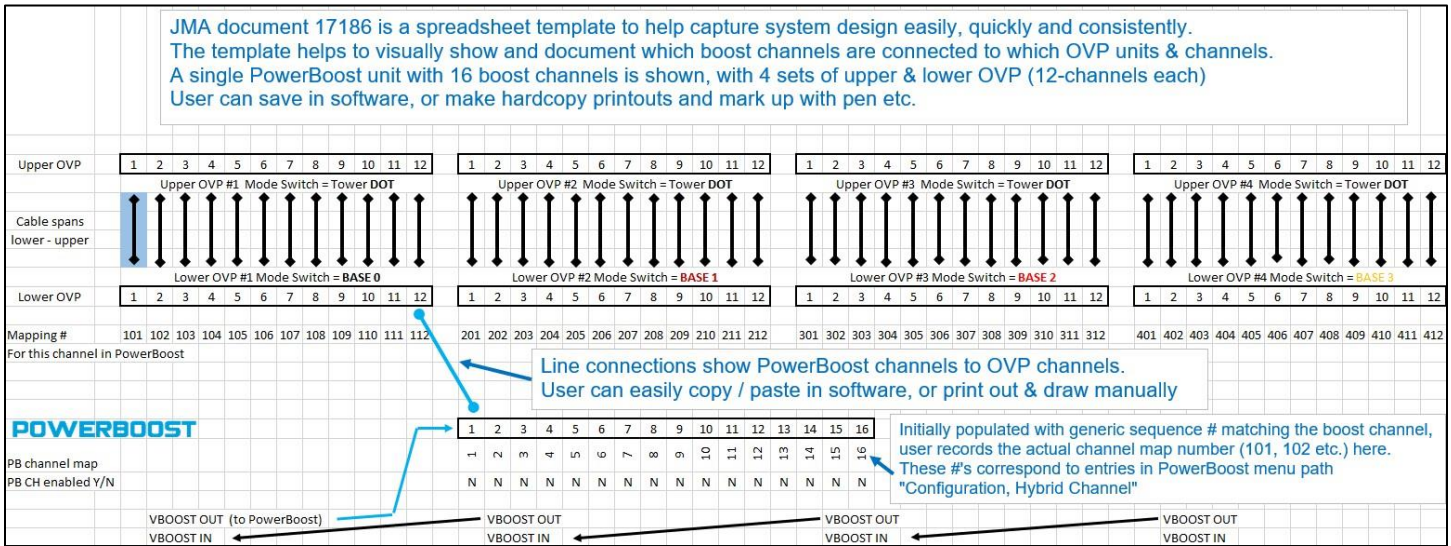 JMA document 17186 is a spreadsheet template to help capture system design easily, quickly and consistently.
The template helps to visually show and document which boost channels are connected to which OVP units & channels.
A single PowerBoost unit with 16 boost channels is shown, with 4 sets of upper & lower OVP (12-channels each)
User can save in software, or make hardcopy printouts and mark up with pen etc.
Upper OVP 1 2 3 4 5 6 7 8 9 10 11 12 1 2 3 4 5 6 7 8 9 10 11 12 1 2 3 4 5 6 7 8 9 10 11 12 1 2 3 4 5 6 7 8 9 10 11 12
Upper OVP #1 Mode Switch = Tower DOT Upper OVP #2 Mode Switch = Tower DOT Upper OVP #3 Mode Switch = Tower DOT Upper OVP #4 Mode Switch = Tower DOT
Cable spans
lower - upper
Lower OVP #1 Mode Switch = BASE 0 Lower OVP #2 Mode Switch = BASE 1 Lower OVP #3 Mode Switch = BASE 2 Lower OVP #4 Mode Switch = BASE 3
Lower OVP 1 2 3 4 5 6 7 8 9 10 11 12 1 2 3 4 5 6 7 8 9 10 11 12 1 2 3 4 5 6 7 8 9 10 11 12 1 2 3 4 5 6 7 8 9 10 11 12
Mapping # 101 102 103 104 105 106 107 108 109 110 111 112 201 202 203 204 205 206 207 208 209 210 211 212 301 302 303 304 305 306 307 308 309 310 311 312 401 402 403 404 405 406 407 408 409 410 411 412
For this channel in PowerBoost
Line connections show PowerBoost channels to OVP channels.
User can easily copy / paste in software, or print out & draw manually
POWERBOOST 1 2 3 4 5 6 7 8 9 10 11 12 13 14 15 16
PB channel map 1 2 3 4 5 6 7 8 9 10 11 12 13 14 15 16
PB CH enabled Y/N N N N N N N N N N N N N N N N N
Initially populated with generic sequence # matching the boost channel,
user records the actual channel map number (101, 102 etc.) here.
These #'s correspond to entries in PowerBoost menu path
"Configuration, Hybrid Channel"
VBOOST OUT (to PowerBoost) VBOOST OUT VBOOST OUT VBOOST OUT
VBOOST IN VBOOST IN VBOOST IN VBOOST IN